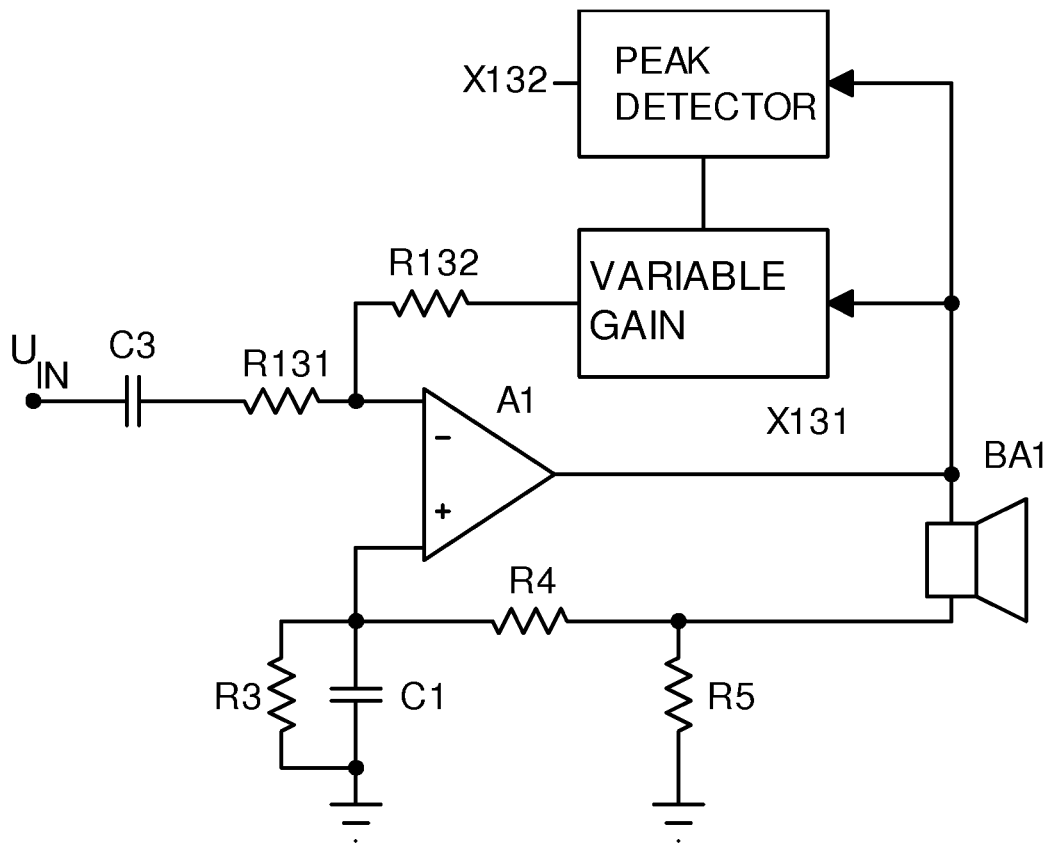 X132
PEAK
DETECTOR
R132
VARIABLE
GAIN
UIN
C3
R131
A1
X131
BA1
-
+
R4
R3
C1
R5